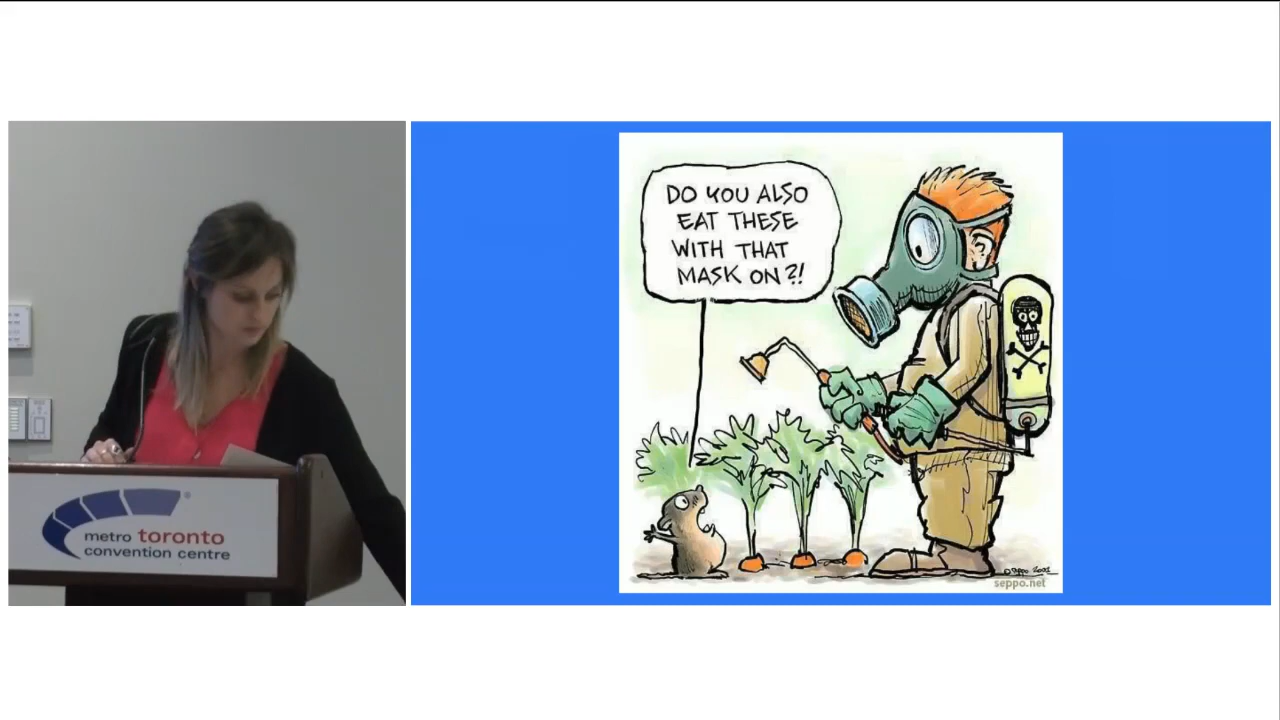 DO YOU ALSO
EAT THESE
WITH THAT
MASK ON?!
metro toronto
convention centre
seppo.net